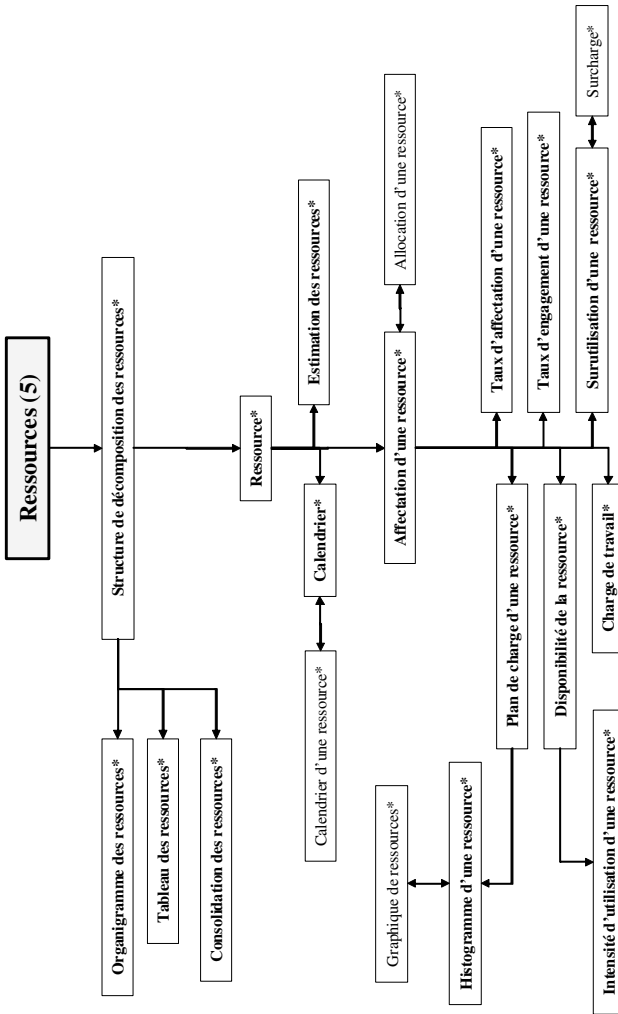 Ressources (5)
Structure de décomposition des ressources*
Organigramme des ressources*
Tableau des ressources*
Consolidation des ressources*
Ressource*
Estimation des ressources*
Calendrier*
Calendrier d’une ressource*
Affectation d’une ressource*
Allocation d’une ressource*
Taux d’affectation d’une ressource*
Plan de charge d’une ressource*
Histogramme d’une ressource*
Graphique de ressources*
Taux d’engagement d’une ressource*
Disponibilité de la ressource*
Intensité d’utilisation d’une ressource*
Surutilisation d’une ressource*
Surcharge*
Charge de travail*